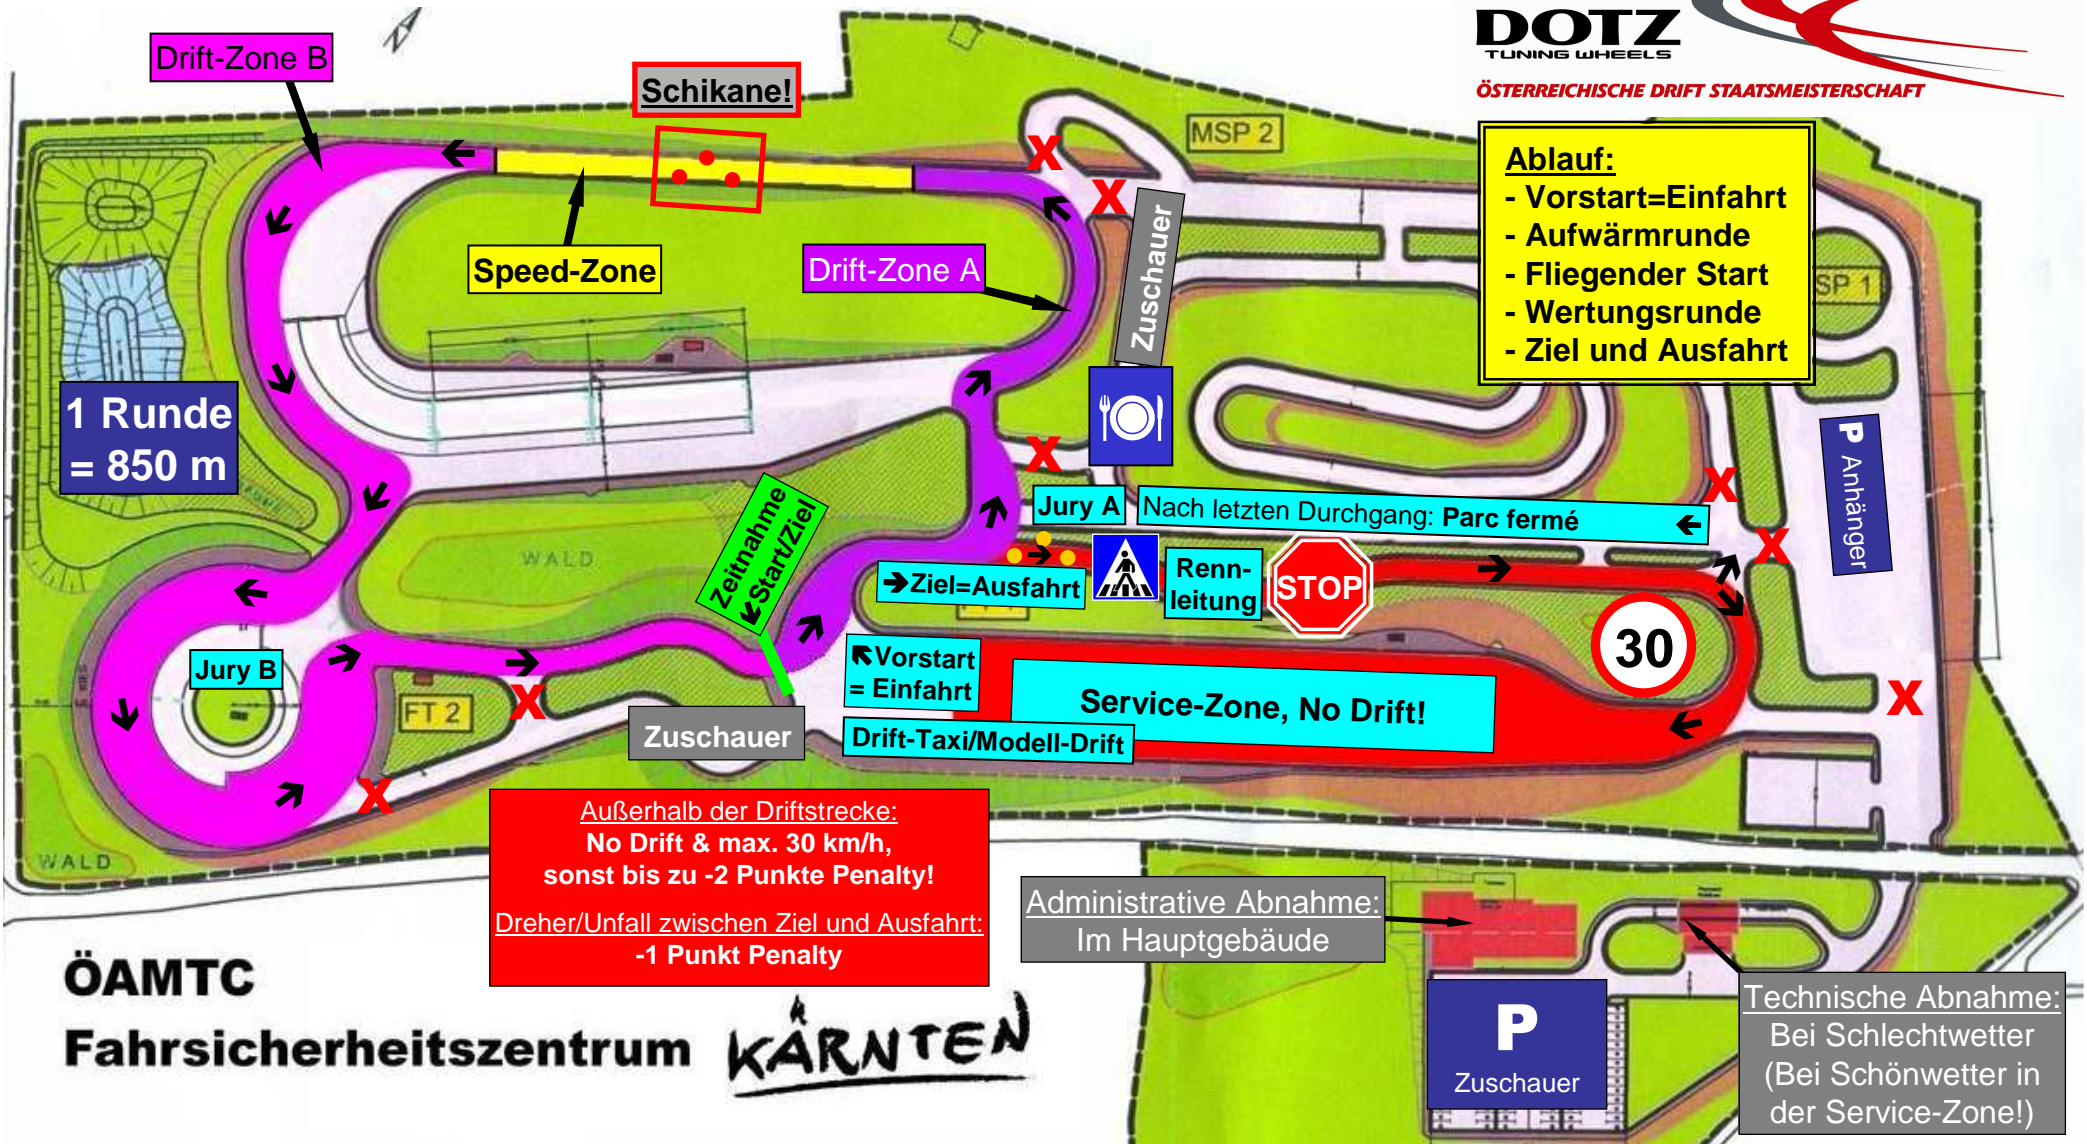 DOTZ
TUNING WHEELS
ÖSTERREICHISCHE DRIFT STAATSMEISTERSCHAFT
Drift-Zone B
Schikane!
MSP 2
Ablauf:
- Vorstart=Einfahrt
- Aufwärmrunde
- Fliegender Start
- Wertungsrunde
- Ziel und Ausfahrt
Speed-Zone
Drift-Zone A
Zuschauer
SP 1
1 Runde
= 850 m
P Anhänger
Zeitnahme
Start/Ziel
Jury A
Nach letzten Durchgang: Parc fermé
WALD
Ziel=Ausfahrt
Renn-
leitung
STOP
30
Jury B
Vorstart
= Einfahrt
Service-Zone, No Drift!
FT 2
Zuschauer
Drift-Taxi/Modell-Drift
Außerhalb der Driftstrecke:
No Drift & max. 30 km/h,
sonst bis zu -2 Punkte Penalty!
Dreher/Unfall zwischen Ziel und Ausfahrt:
-1 Punkt Penalty
WALD
Administrative Abnahme:
Im Hauptgebäude
ÖAMTC
Fahrsicherheitszentrum KÄRNTEN
P
Zuschauer
Technische Abnahme:
Bei Schlechtwetter
(Bei Schönwetter in
der Service-Zone!)